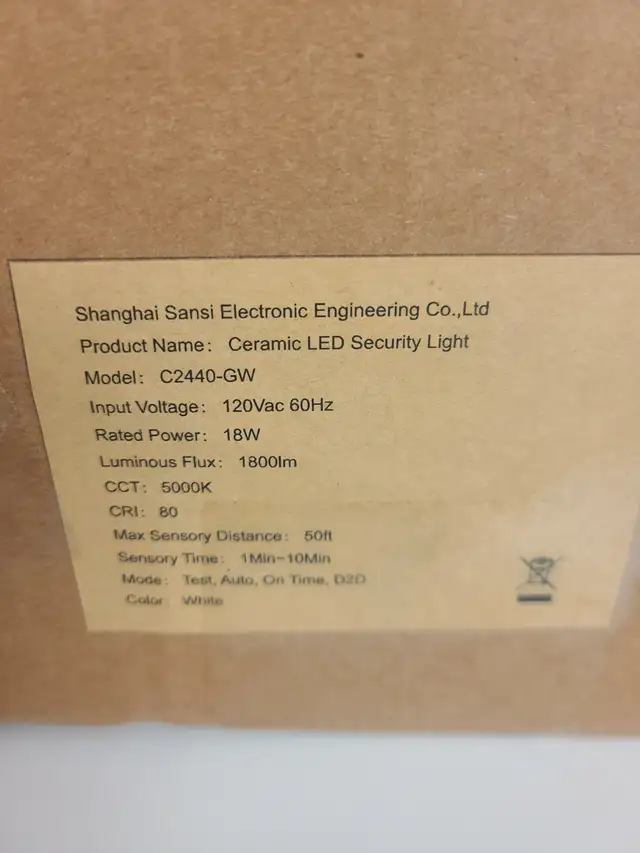 Shanghai Sansi Electronic Engineering Co.,Ltd
Product Name: Ceramic LED Security Light
Model: C2440-GW
Input Voltage: 120Vac 60Hz
Rated Power: 18W
Luminous Flux: 1800lm
CCT: 5000K
CRI: 80
Max Sensory Distance: 50ft
Sensory Time: 1Min~10Min
Mode: Test, Auto, On Time, D2D
Color: White